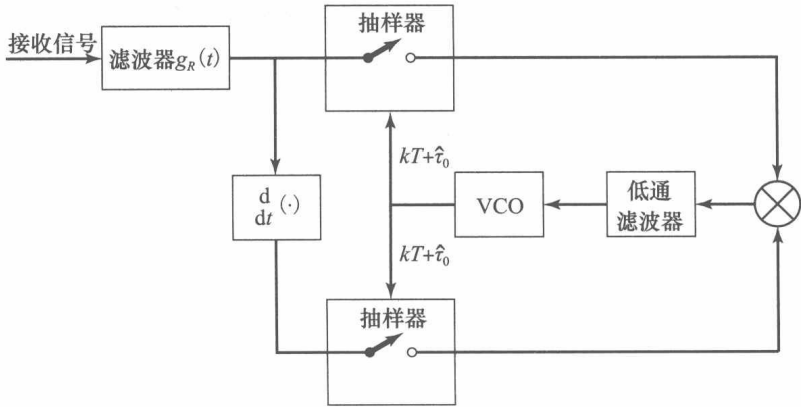 接收信号
滤波器g_R(t)
抽样器
kT+τ̂₀
d
dt
(·)
VCO
低通
滤波器
kT+τ̂₀
抽样器